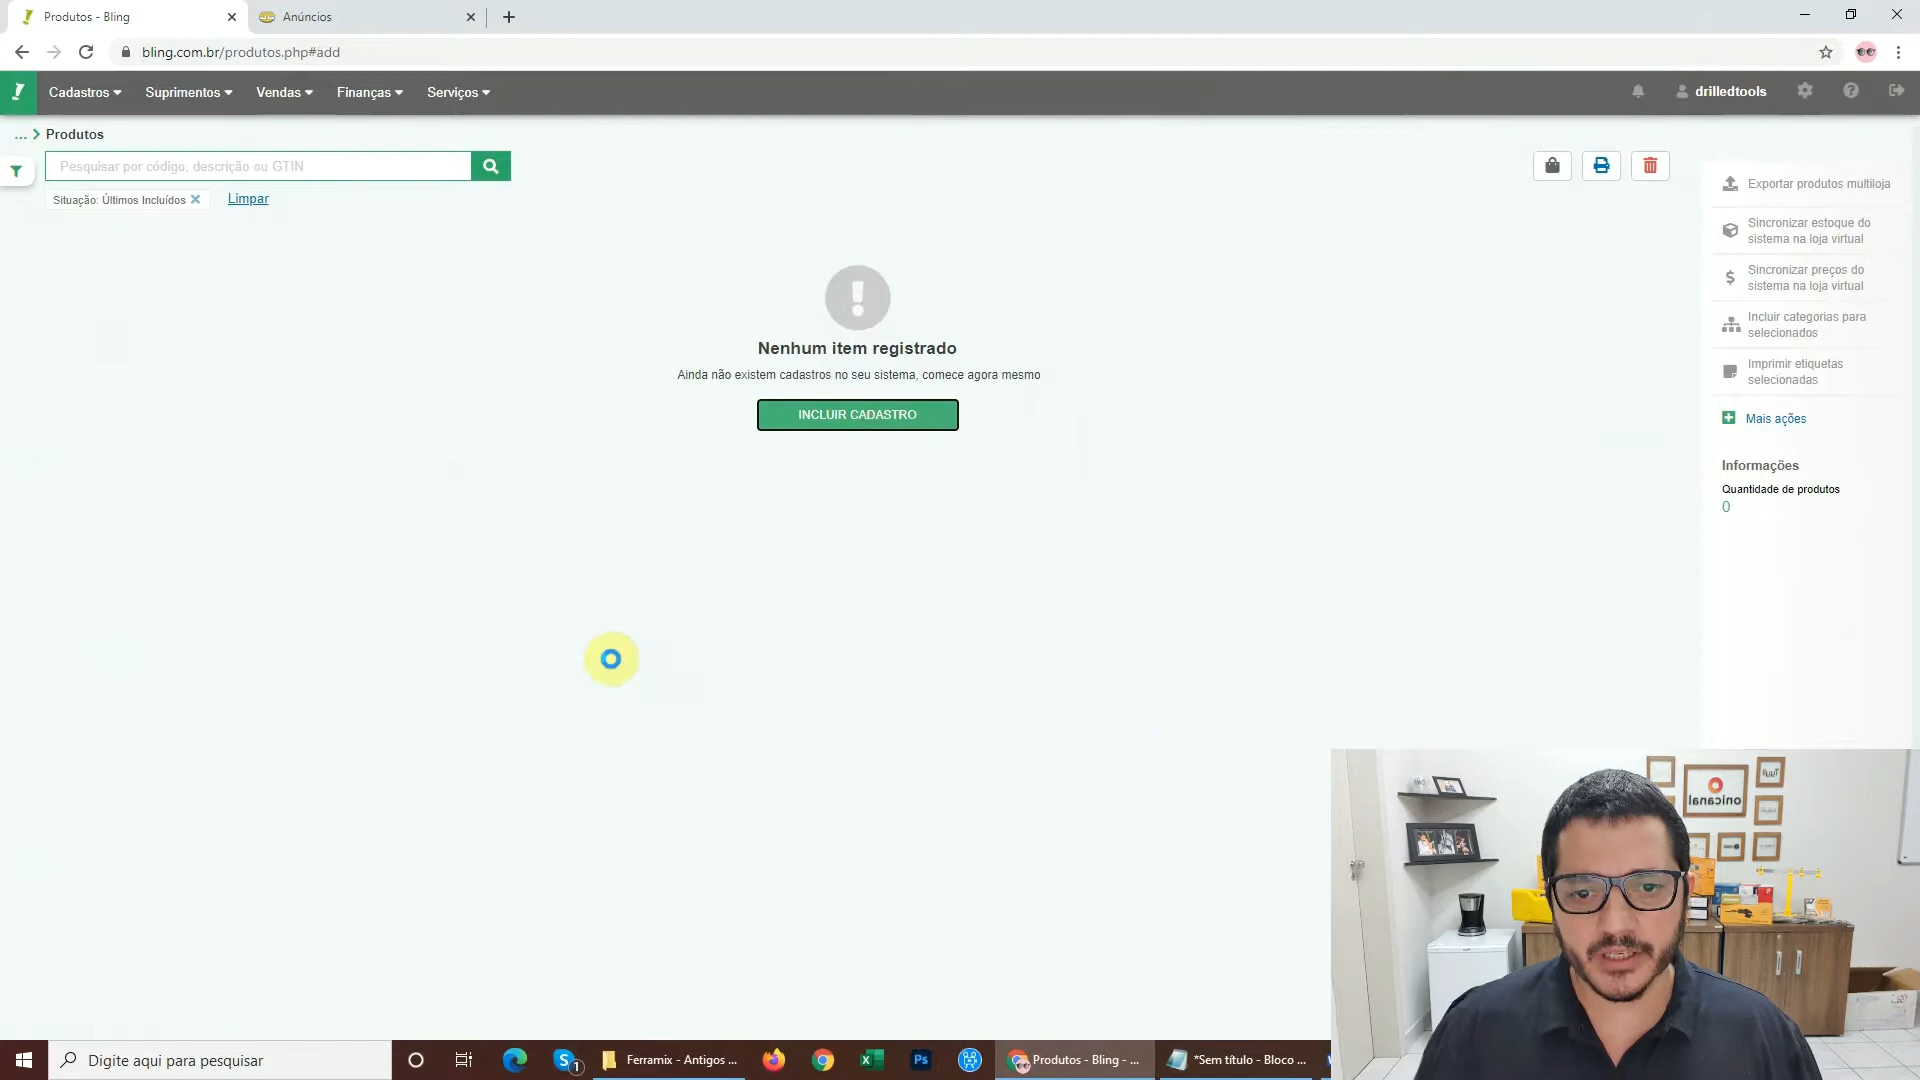 Produtos - Bling
Anúncios
bling.com.br/produtos.php#add
Cadastros
Suprimentos
Vendas
Finanças
Serviços
drilledtools
... Produtos
Pesquisar por código, descrição ou GTIN
Situação: Últimos Incluídos
Limpar
Nenhum item registrado
Ainda não existem cadastros no seu sistema, comece agora mesmo
INCLUIR CADASTRO
Exportar produtos multiloja
Sincronizar estoque do
sistema na loja virtual
Sincronizar preços do
sistema na loja virtual
Incluir categorias para
selecionados
Imprimir etiquetas
selecionadas
Mais ações
Informações
Quantidade de produtos
0
onicanal
Digite aqui para pesquisar
S
1
Ferramix - Antigos ...
Ps
Produtos - Bling - ...
*Sem título - Bloco ...